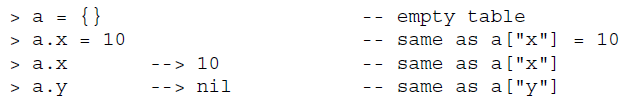 > a = {}                   -- empty table
> a.x = 10                 -- same as a["x"] = 10
> a.x       --> 10         -- same as a["x"]
> a.y       --> nil        -- same as a["y"]